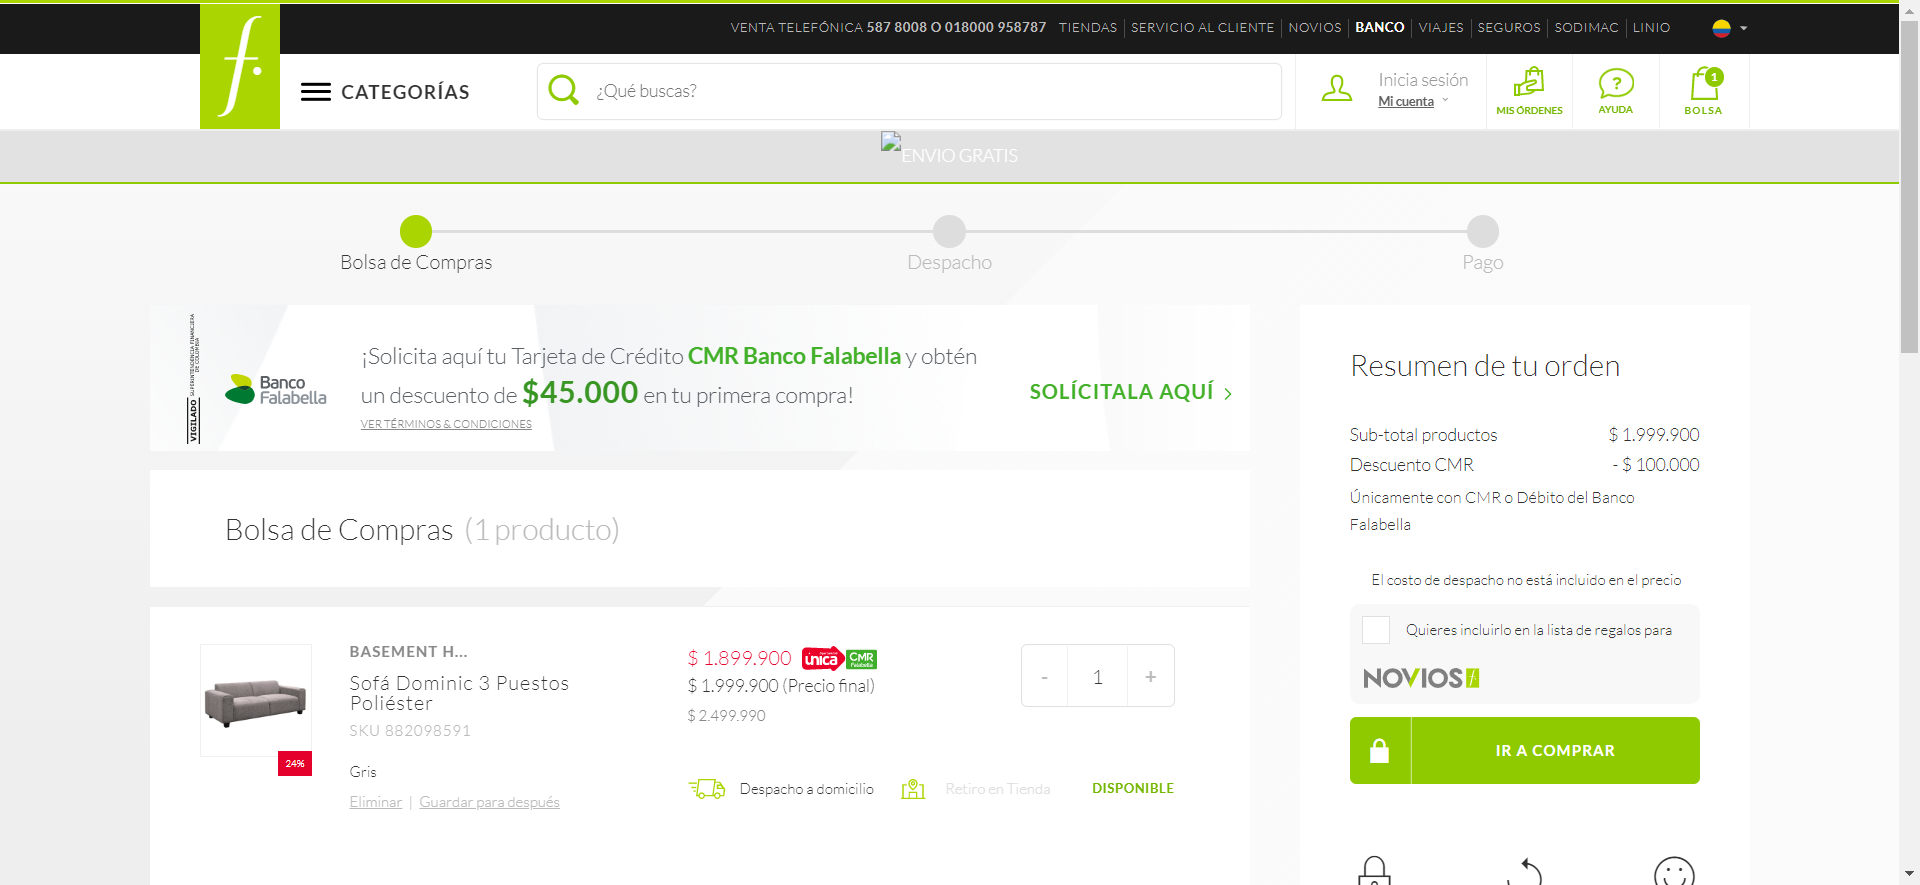 VENTA TELEFÓNICA 587 8008 O 018000 958787 TIENDAS SERVICIO AL CLIENTE NOVIOS BANCO VIAJES SEGUROS SODIMAC LINIO
f.
CATEGORÍAS
¿Qué buscas?
Inicia sesión
Mi cuenta
MIS ÓRDENES
?
AYUDA
1
BOLSA
ENVIO GRATIS
Bolsa de Compras
Despacho
Pago
VIGILADO SUPERINTENDENCIA FINANCIERA
DE COLOMBIA
Banco
Falabella
¡Solicita aquí tu Tarjeta de Crédito CMR Banco Falabella y obtén
un descuento de $45.000 en tu primera compra!
VER TÉRMINOS & CONDICIONES
SOLÍCITALA AQUÍ
Bolsa de Compras (1 producto)
24%
BASEMENT H...
Sofá Dominic 3 Puestos
Poliéster
SKU 882098591
Gris
Eliminar | Guardar para después
$ 1.899.900 única CMR Falabella
$ 1.999.900 (Precio final)
$ 2.499.990
- 1 +
Despacho a domicilio
Retiro en Tienda
DISPONIBLE
Resumen de tu orden
Sub-total productos $ 1.999.900
Descuento CMR - $ 100.000
Únicamente con CMR o Débito del Banco
Falabella
El costo de despacho no está incluido en el precio
Quieres incluirlo en la lista de regalos para
NOVIOS f.
IR A COMPRAR